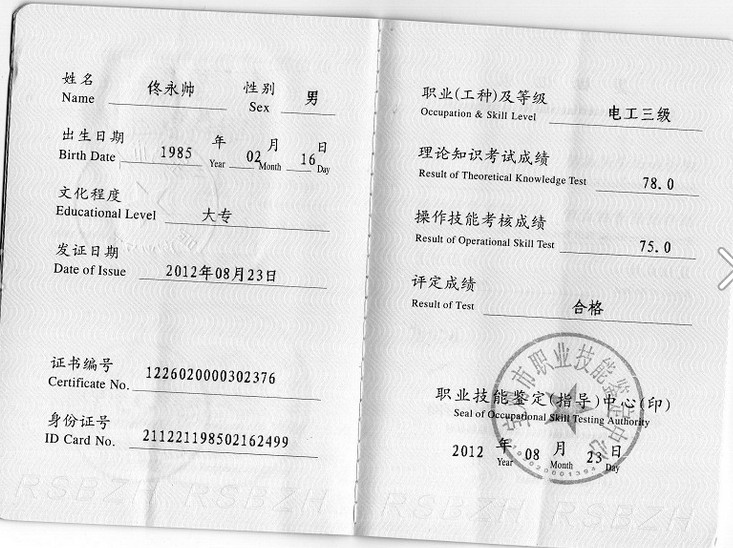 姓名 佟永帅 性别 男
Name Sex
出生日期 1985 年 02 月 16 日
Birth Date Year Month Day
文化程度 大专
Educational Level
发证日期 2012年08月23日
Date of Issue
证书编号 1226020000302376
Certificate No.
身份证号 211221198502162499
ID Card No.
RSBZH RSBZH
职业(工种)及等级 电工三级
Occupation & Skill Level
理论知识考试成绩 78.0
Result of Theoretical Knowledge Test
操作技能考核成绩 75.0
Result of Operational Skill Test
评定成绩 合格
Result of Test
市职业技能鉴定中心
职业技能鉴定(指导)中心(印)
Seal of Occupational Skill Testing Authority
2012 年 08 月 23 日
Year Month Day
RSBZH RSBZH